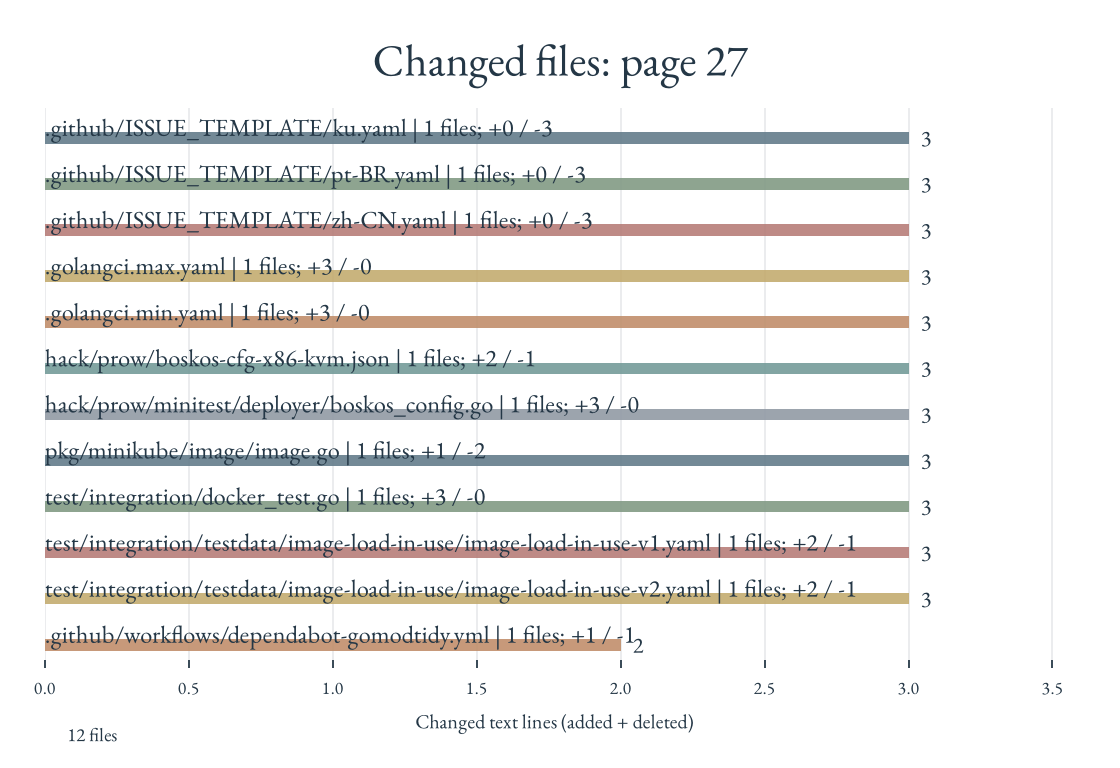 Changed files: page 27
.github/ISSUE_TEMPLATE/ku.yaml | 1 files; +0 / -3
3
.github/ISSUE_TEMPLATE/pt-BR.yaml | 1 files; +0 / -3
3
.github/ISSUE_TEMPLATE/zh-CN.yaml | 1 files; +0 / -3
3
.golangci.max.yaml | 1 files; +3 / -0
3
.golangci.min.yaml | 1 files; +3 / -0
3
hack/prow/boskos-cfg-x86-kvm.json | 1 files; +2 / -1
3
hack/prow/minitest/deployer/boskos_config.go | 1 files; +3 / -0
3
pkg/minikube/image/image.go | 1 files; +1 / -2
3
test/integration/docker_test.go | 1 files; +3 / -0
3
test/integration/testdata/image-load-in-use/image-load-in-use-v1.yaml | 1 files; +2 / -1
3
test/integration/testdata/image-load-in-use/image-load-in-use-v2.yaml | 1 files; +2 / -1
3
.github/workflows/dependabot-gomodtidy.yml | 1 files; +1 / -1
2
0.0 0.5 1.0 1.5 2.0 2.5 3.0 3.5
Changed text lines (added + deleted)
12 files